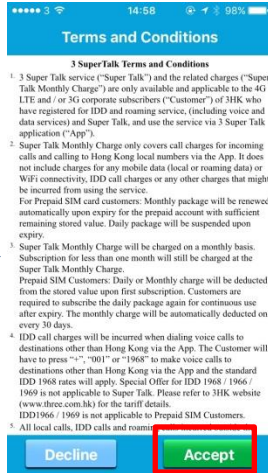 3 14:58 98%
Terms and Conditions
3 SuperTalk Terms and Conditions
1. 3 Super Talk service ("Super Talk") and the related charges ("Super
Talk Monthly Charge") are only available and applicable to the 4G
LTE and / or 3G corporate subscribers ("Customer") of 3HK who
have registered for IDD and roaming service, (including voice and
data services) and Super Talk, and use the service via 3 Super Talk
application ("App").
2. Super Talk Monthly Charge only covers call charges for incoming
calls and calling to Hong Kong local numbers via the App. It does
not include charges for any mobile data (local or roaming data) or
WiFi connectivity, IDD call charges or any other charges that might
be incurred from using the service.
For Prepaid SIM card customers: Monthly package will be renewed
automatically upon expiry for the prepaid account with sufficient
remaining stored value. Daily package will be suspended upon
expiry.
3. Super Talk Monthly Charge will be charged on a monthly basis.
Subscription for less than one month will still be charged at the
Super Talk Monthly Charge.
Prepaid SIM Customers: Daily or Monthly charge will be deducted
from the stored value upon first subscription. Customers are
required to subscribe the daily package again for continuous use
after expiry. The monthly charge will be automatically deducted on
every 30 days.
4. IDD call charges will be incurred when dialing voice calls to
destinations other than Hong Kong via the App. The Customer will
have to press "+", "001" or "1968" to make voice calls to
destinations other than Hong Kong via the App and the standard
IDD 1968 rates will apply. Special Offer for IDD 1968 / 1966 /
1969 is not applicable to Super Talk. Please refer to 3HK website
(www.three.com.hk) for the tariff details.
IDD1966 / 1969 is not applicable to Prepaid SIM Customers.
5. All local calls, IDD calls and roaming calls
Decline Accept